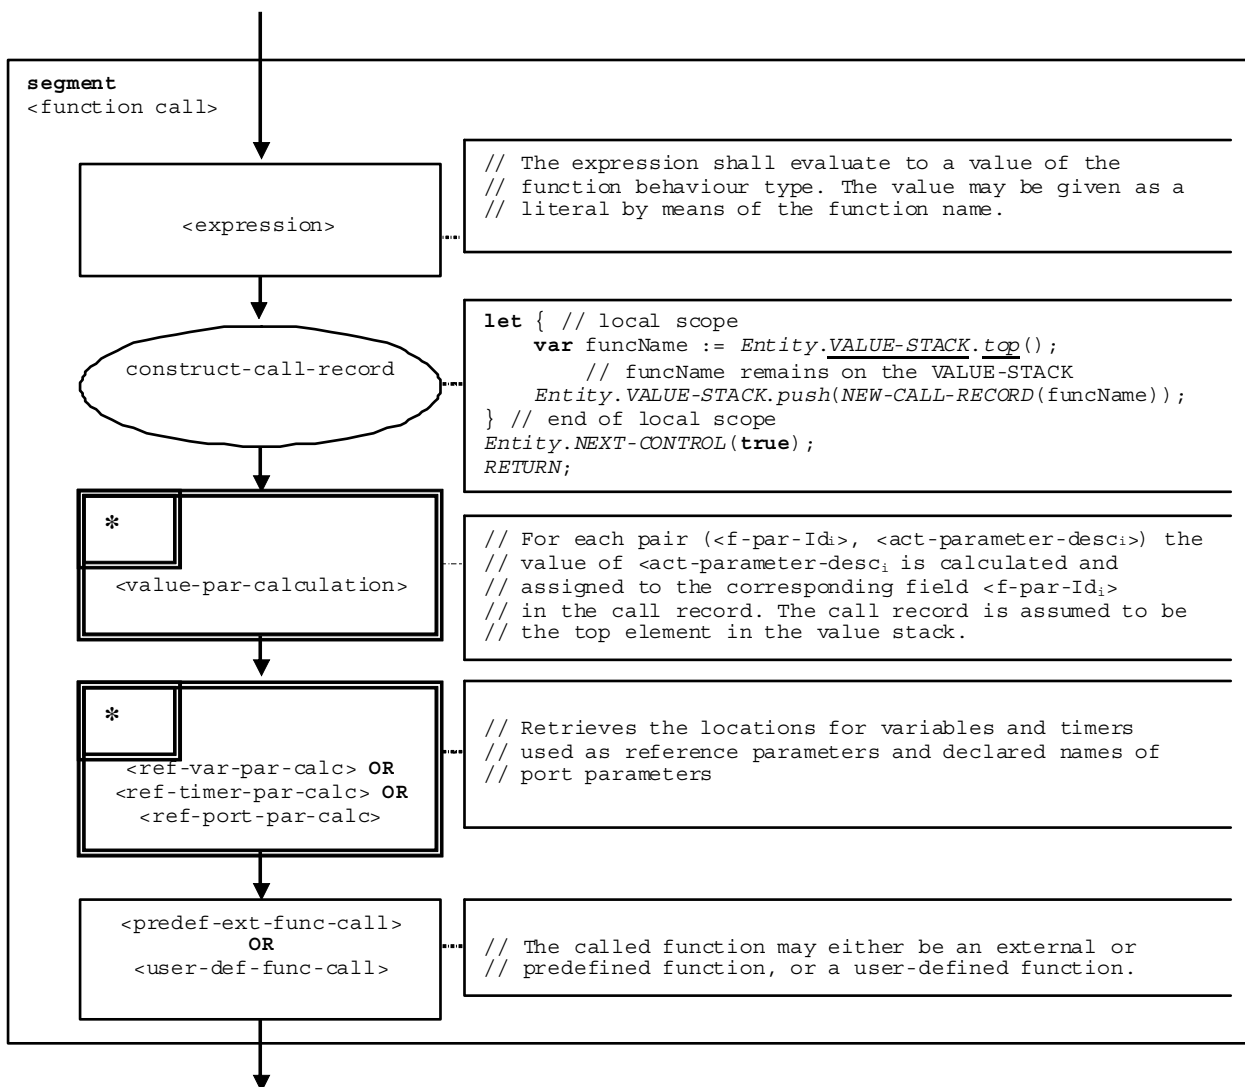 segment
<function call>
<expression>
// The expression shall evaluate to a value of the
// function behaviour type. The value may be given as a
// literal by means of the function name.
construct-call-record
let { // local scope
var funcName := Entity.VALUE-STACK.top();
// funcName remains on the VALUE-STACK
Entity.VALUE-STACK.push(NEW-CALL-RECORD(funcName));
} // end of local scope
Entity.NEXT-CONTROL(true);
RETURN;
*
<value-par-calculation>
// For each pair (<f-par-Idᵢ>, <act-parameter-descᵢ>) the
// value of <act-parameter-descᵢ is calculated and
// assigned to the corresponding field <f-par-Idᵢ>
// in the call record. The call record is assumed to be
// the top element in the value stack.
*
<ref-var-par-calc> OR
<ref-timer-par-calc> OR
<ref-port-par-calc>
// Retrieves the locations for variables and timers
// used as reference parameters and declared names of
// port parameters
<predef-ext-func-call>
OR
<user-def-func-call>
// The called function may either be an external or
// predefined function, or a user-defined function.